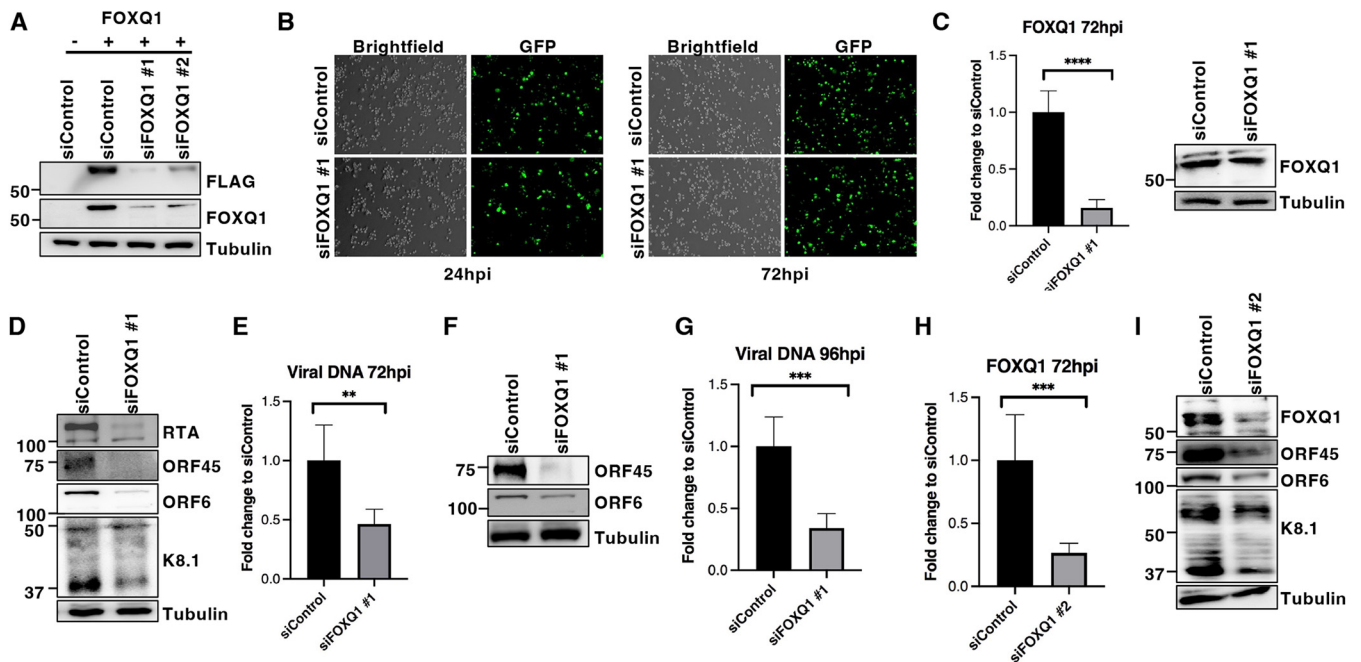 A
FOXQ1
- + + +
siControl
siControl
siFOXQ1 #1
siFOXQ1 #2
50
FLAG
50
FOXQ1
Tubulin
B
Brightfield GFP
siControl
siFOXQ1 #1
24hpi
Brightfield GFP
siControl
siFOXQ1 #1
72hpi
C
FOXQ1 72hpi
****
Fold change to siControl
1.5
1.0
0.5
0.0
siControl
siFOXQ1 #1
siControl
siFOXQ1 #1
50
FOXQ1
Tubulin
D
siControl
siFOXQ1 #1
100
RTA
75
ORF45
100
ORF6
50
37
K8.1
Tubulin
E
Viral DNA 72hpi
**
Fold change to siControl
1.5
1.0
0.5
0.0
siControl
siFOXQ1 #1
F
siControl
siFOXQ1 #1
75
ORF45
100
ORF6
Tubulin
G
Viral DNA 96hpi
***
Fold change to siControl
1.5
1.0
0.5
0.0
siControl
siFOXQ1 #1
H
FOXQ1 72hpi
***
Fold change to siControl
1.5
1.0
0.5
0.0
siControl
siFOXQ1 #2
I
siControl
siFOXQ1 #2
50
FOXQ1
75
ORF45
100
ORF6
50
37
K8.1
Tubulin